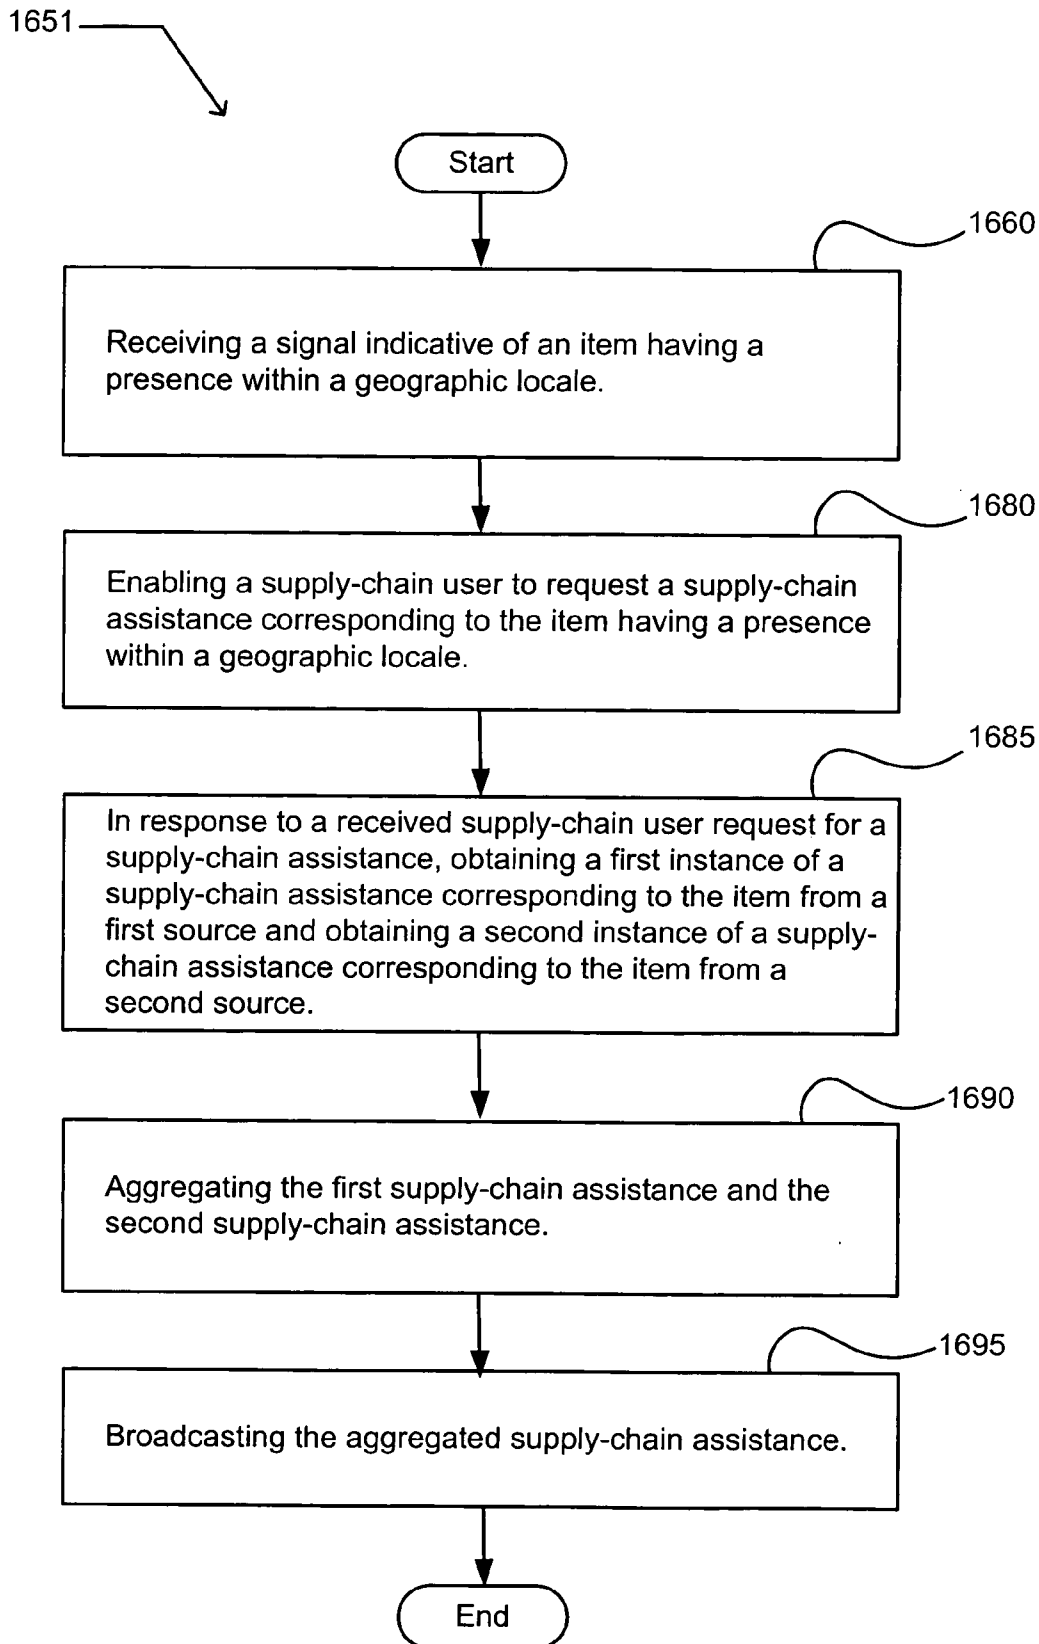 1651
Start
1660
Receiving a signal indicative of an item having a
presence within a geographic locale.
1680
Enabling a supply-chain user to request a supply-chain
assistance corresponding to the item having a presence
within a geographic locale.
1685
In response to a received supply-chain user request for a
supply-chain assistance, obtaining a first instance of a
supply-chain assistance corresponding to the item from a
first source and obtaining a second instance of a supply-
chain assistance corresponding to the item from a
second source.
1690
Aggregating the first supply-chain assistance and the
second supply-chain assistance.
1695
Broadcasting the aggregated supply-chain assistance.
End